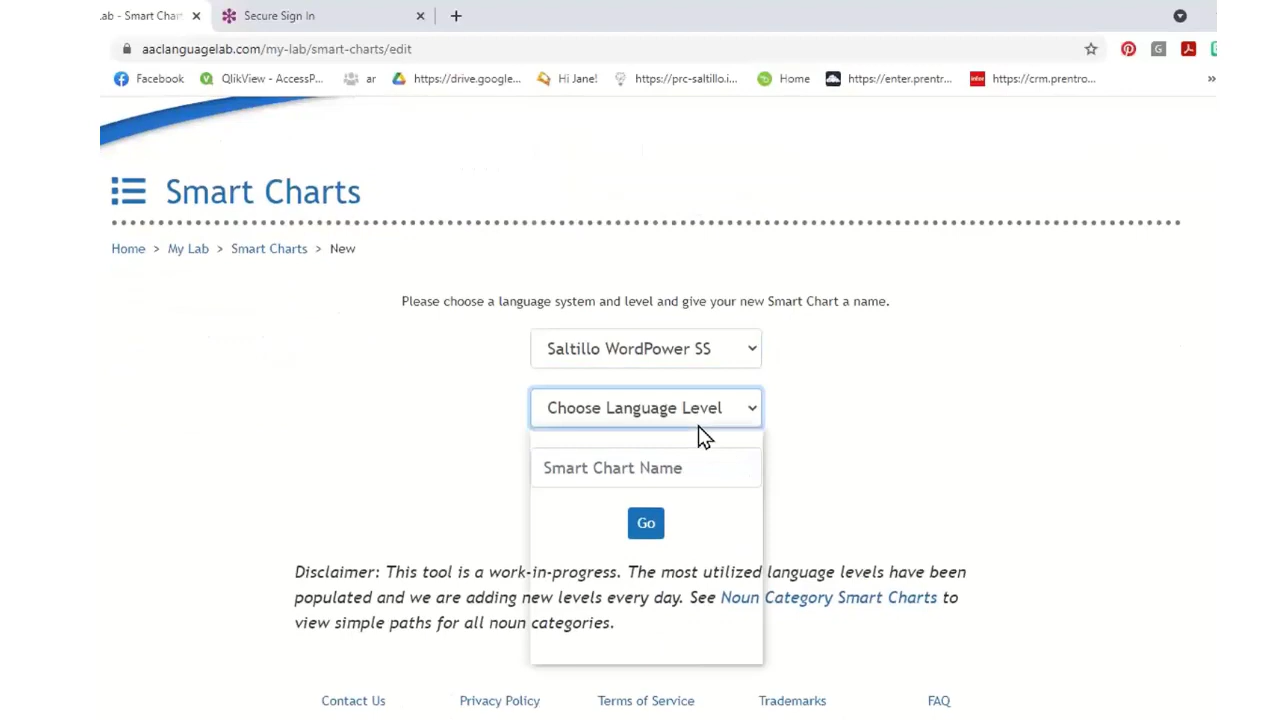 .ab - Smart Char
Secure Sign In
aaclanguagelab.com/my-lab/smart-charts/edit
Facebook
QlikView - AccessP...
ar
https://drive.google...
Hi Jane!
https://prc-saltillo.i...
Home
https://enter.prentro...
https://crm.prentro...
»
Smart Charts
Home > My Lab > Smart Charts > New
Please choose a language system and level and give your new Smart Chart a name.
Saltillo WordPower SS
Choose Language Level
Smart Chart Name
Go
Disclaimer: This tool is a work-in-progress. The most utilized language levels have been
populated and we are adding new levels every day. See Noun Category Smart Charts to
view simple paths for all noun categories.
Contact Us
Privacy Policy
Terms of Service
Trademarks
FAQ